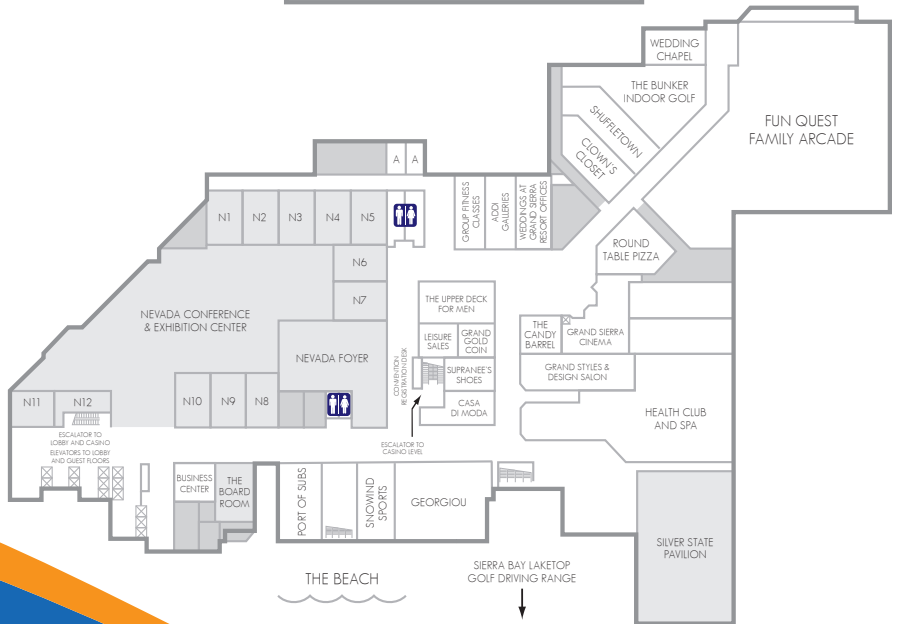 WEDDING
CHAPEL
THE BUNKER
INDOOR GOLF
SHUFFLETOWN
CLOWN'S
CLOSET
FUN QUEST
FAMILY ARCADE
A
A
N1
N2
N3
N4
N5
GROUP FITNESS
CLASSES
ADDI
GALLERIES
WEDDINGS AT
GRAND SIERRA
RESORT OFFICES
ROUND
TABLE PIZZA
N6
N7
NEVADA CONFERENCE
& EXHIBITION CENTER
NEVADA FOYER
THE UPPER DECK
FOR MEN
LEISURE
SALES
GRAND
GOLD
COIN
SUPRANEE'S
SHOES
CASA
DI MODA
CONVENTION
REGISTRATION DESK
ESCALATOR TO
CASINO LEVEL
THE
CANDY
BARREL
GRAND SIERRA
CINEMA
GRAND STYLES &
DESIGN SALON
HEALTH CLUB
AND SPA
N11
N12
N10
N9
N8
ESCALATOR TO
LOBBY AND CASINO
ELEVATORS TO LOBBY
AND GUEST FLOORS
BUSINESS
CENTER
THE
BOARD
ROOM
PORT OF SUBS
SNOWIND
SPORTS
GEORGIOU
SILVER STATE
PAVILION
THE BEACH
SIERRA BAY LAKETOP
GOLF DRIVING RANGE